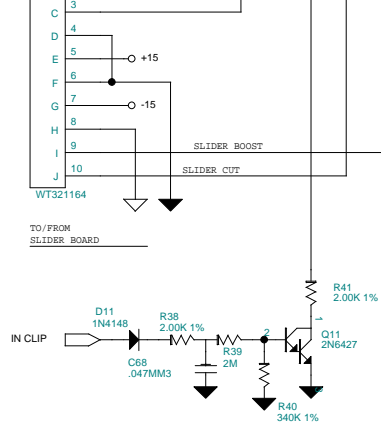 C 3
D 4
E 5 +15
F 6
G 7 -15
H 8
I 9 SLIDER BOOST
J 10 SLIDER CUT
WT321164
TO/FROM
SLIDER BOARD
R41
2.00K 1%
D11
1N4148
R38
2.00K 1%
1
IN CLIP
2
Q11
2N6427
R39
2M
C68
.047MM3
R40
340K 1%